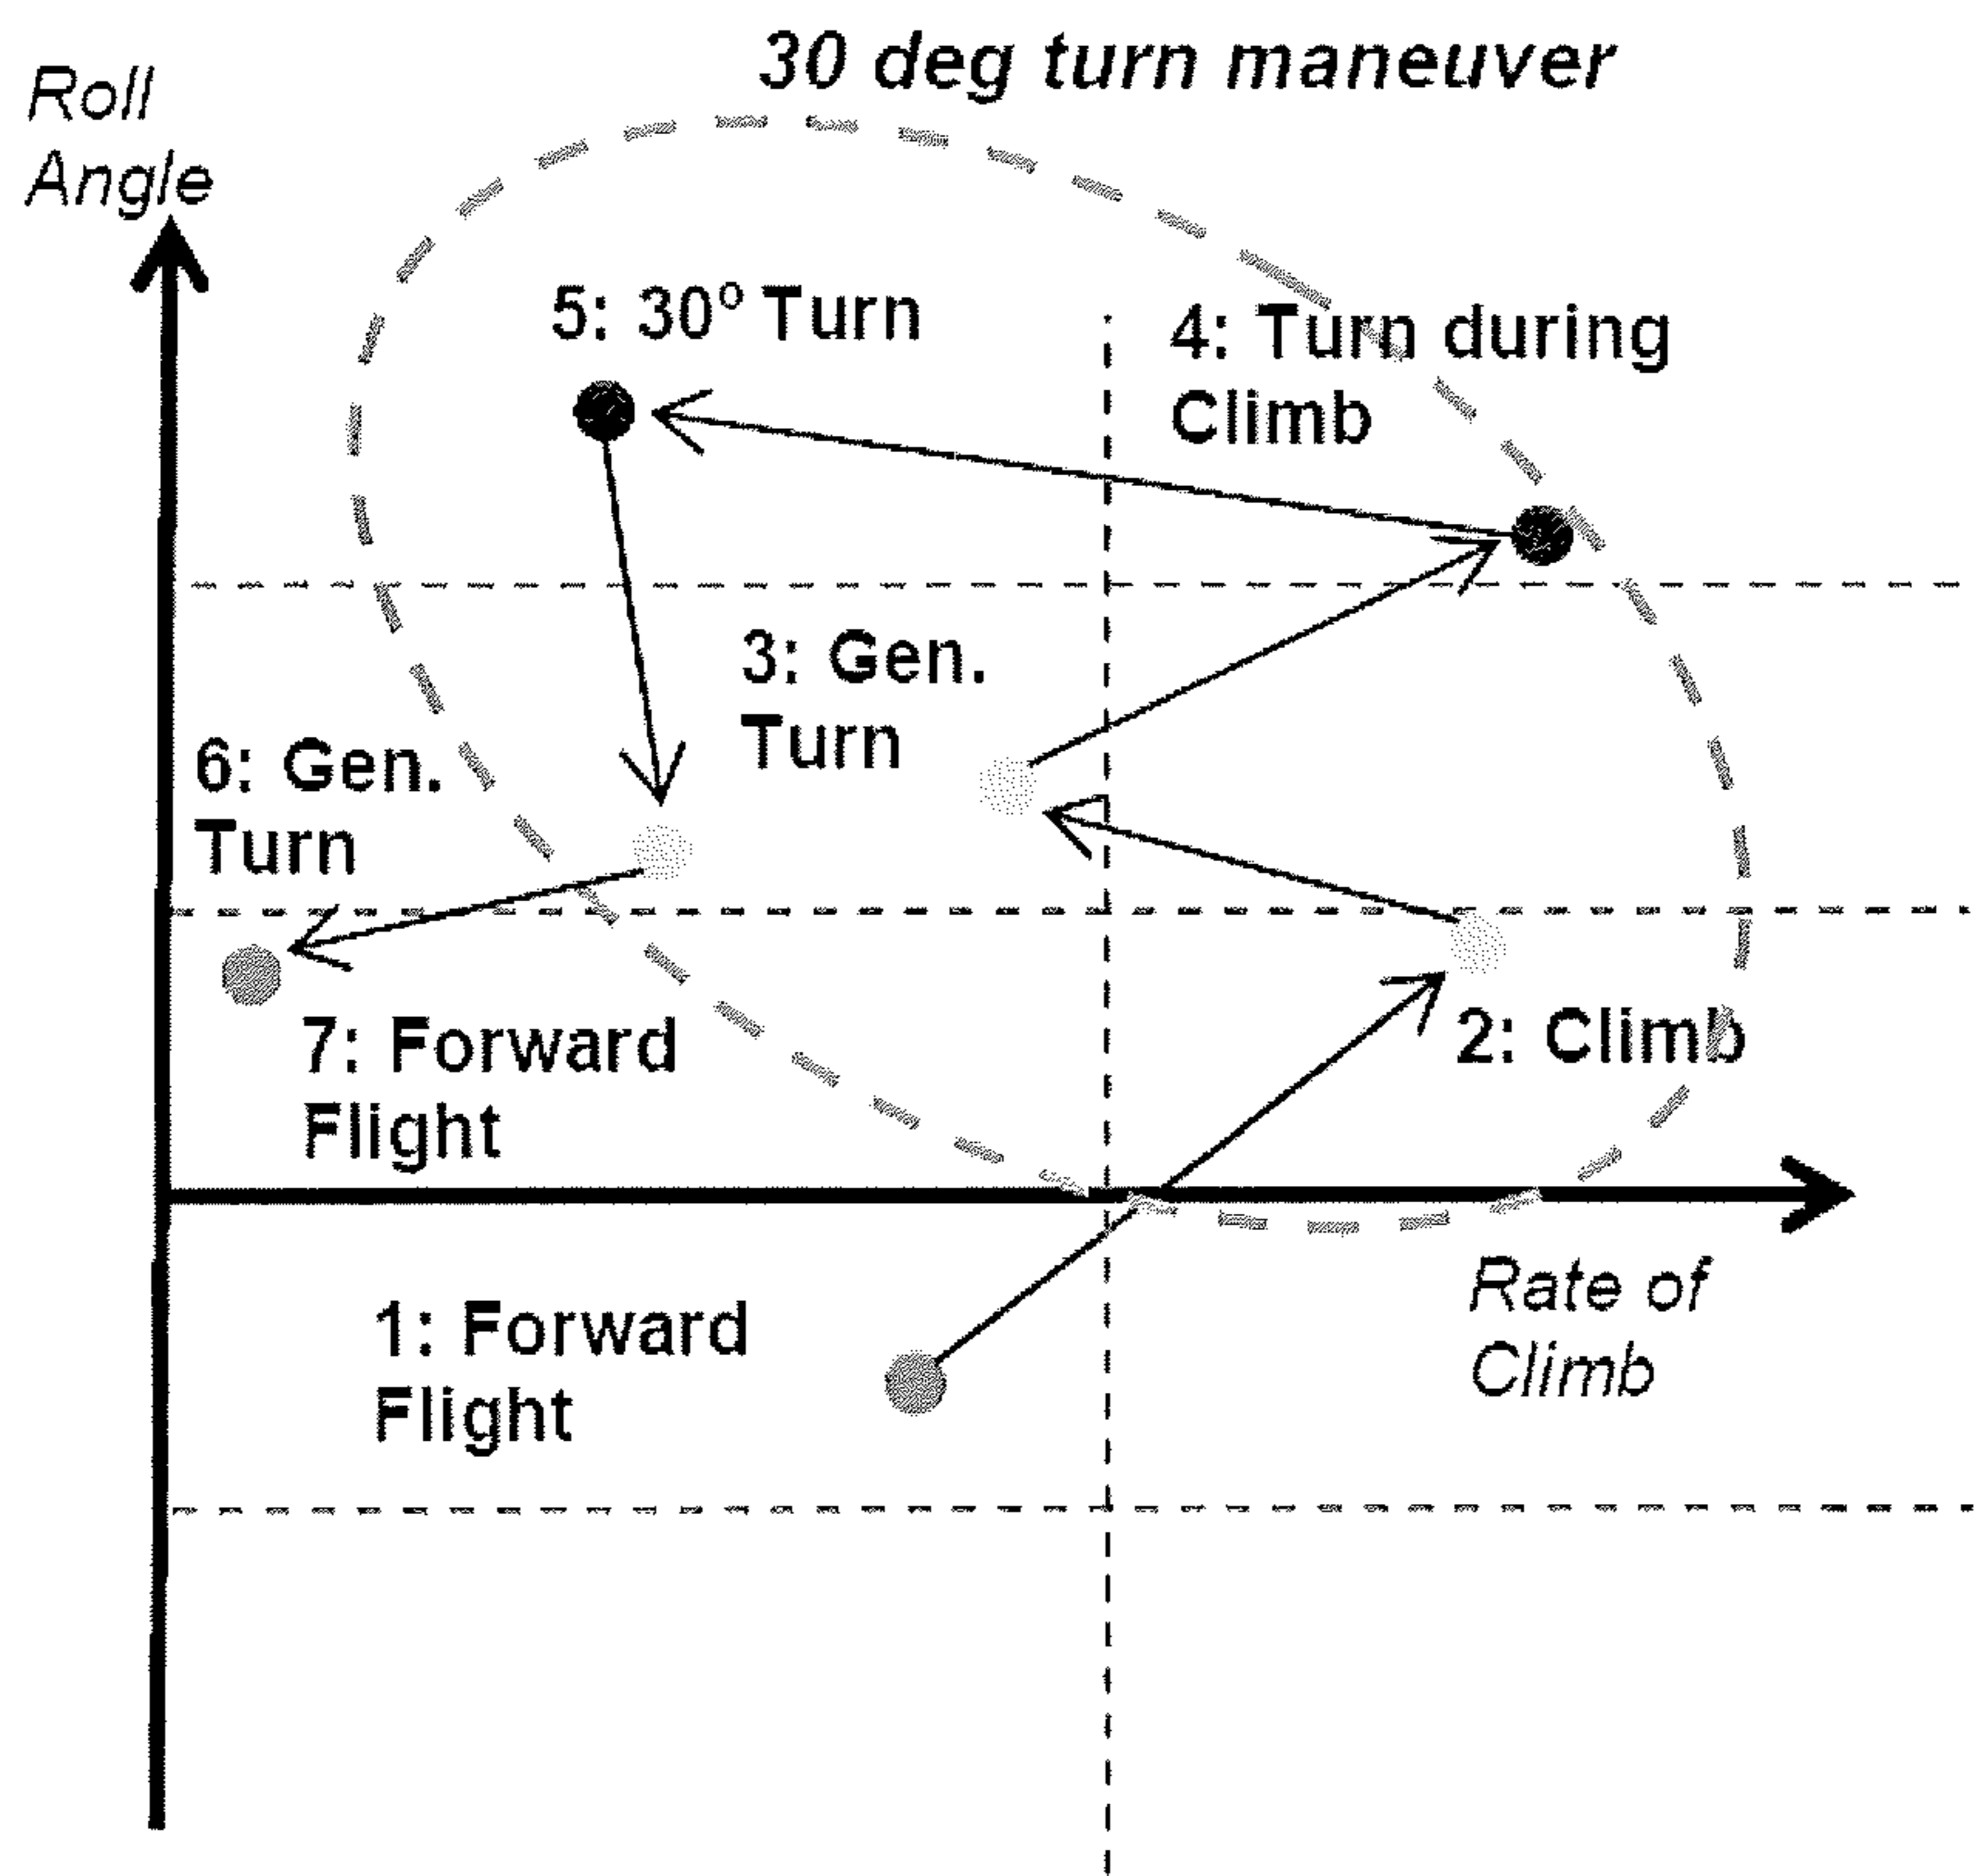 30 deg turn maneuver
Roll
Angle
5: 30° Turn
4: Turn during
Climb
3: Gen.
Turn
6: Gen.
Turn
7: Forward
Flight
2: Climb
1: Forward
Flight
Rate of
Climb